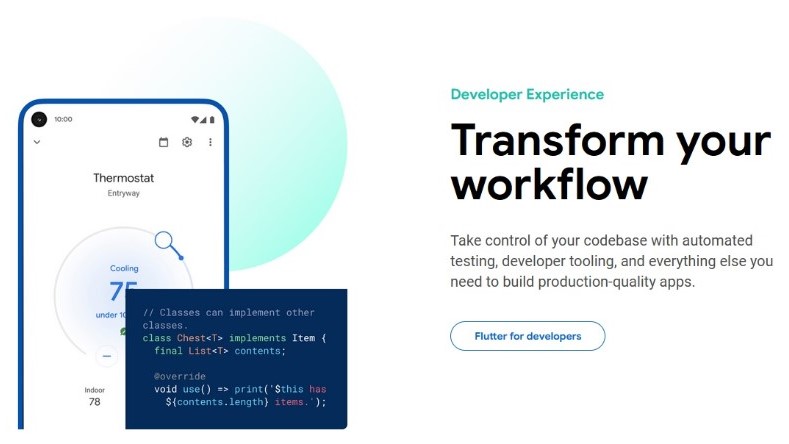 10:00
Thermostat
Entryway
Cooling
75
under 10
Indoor
78
// Classes can implement other
classes.
class Chest<T> implements Item {
final List<T> contents;
@override
void use() => print('$this has
${contents.length} items.');
Developer Experience
Transform your
workflow
Take control of your codebase with automated
testing, developer tooling, and everything else you
need to build production-quality apps.
Flutter for developers